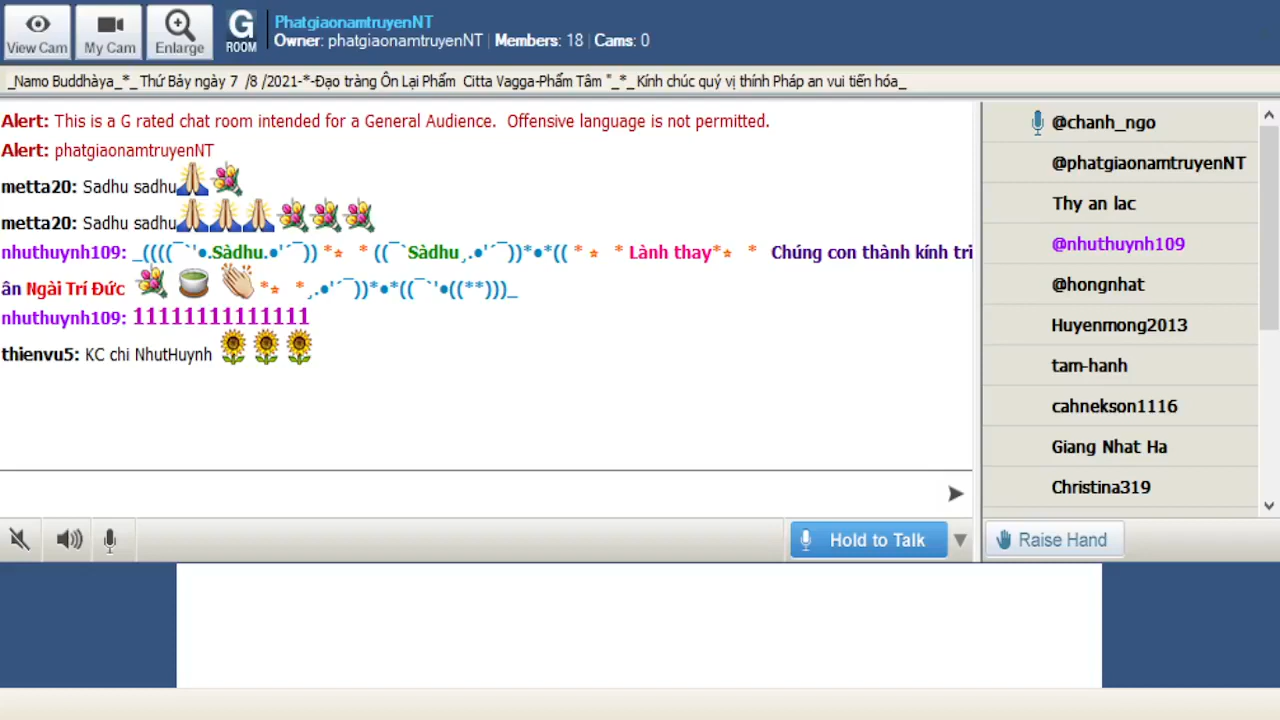 View Cam
My Cam
Enlarge
G
ROOM
PhatgiaonamtruyenNT
Owner: phatgiaonamtruyenNT | Members: 18 | Cams: 0
_Namo Buddhàya_*_Thứ Bảy ngày 7 /8 /2021-*-Đạo tràng Ôn Lại Phẩm Citta Vagga-Phẩm Tâm "_*_Kính chúc quý vị thính Pháp an vui tiến hóa_
Alert: This is a G rated chat room intended for a General Audience. Offensive language is not permitted.
Alert: phatgiaonamtruyenNT
metta20: Sadhu sadhu
metta20: Sadhu sadhu
nhuthuynh109: _((((¯`'•.Sàdhu.•'´¯)) *⭑ * ((¯`Sàdhu¸.•'´¯))*•*(( * ⭑ * Lành thay*⭑ * Chúng con thành kính tri
ân Ngài Trí Đức *⭑ *¸.•'´¯))*•*((¯`'•((**)))_
nhuthuynh109: 11111111111111
thienvu5: KC chi NhutHuynh
Hold to Talk
@chanh_ngo
@phatgiaonamtruyenNT
Thy an lac
@nhuthuynh109
@hongnhat
Huyenmong2013
tam-hanh
cahnekson1116
Giang Nhat Ha
Christina319
Raise Hand